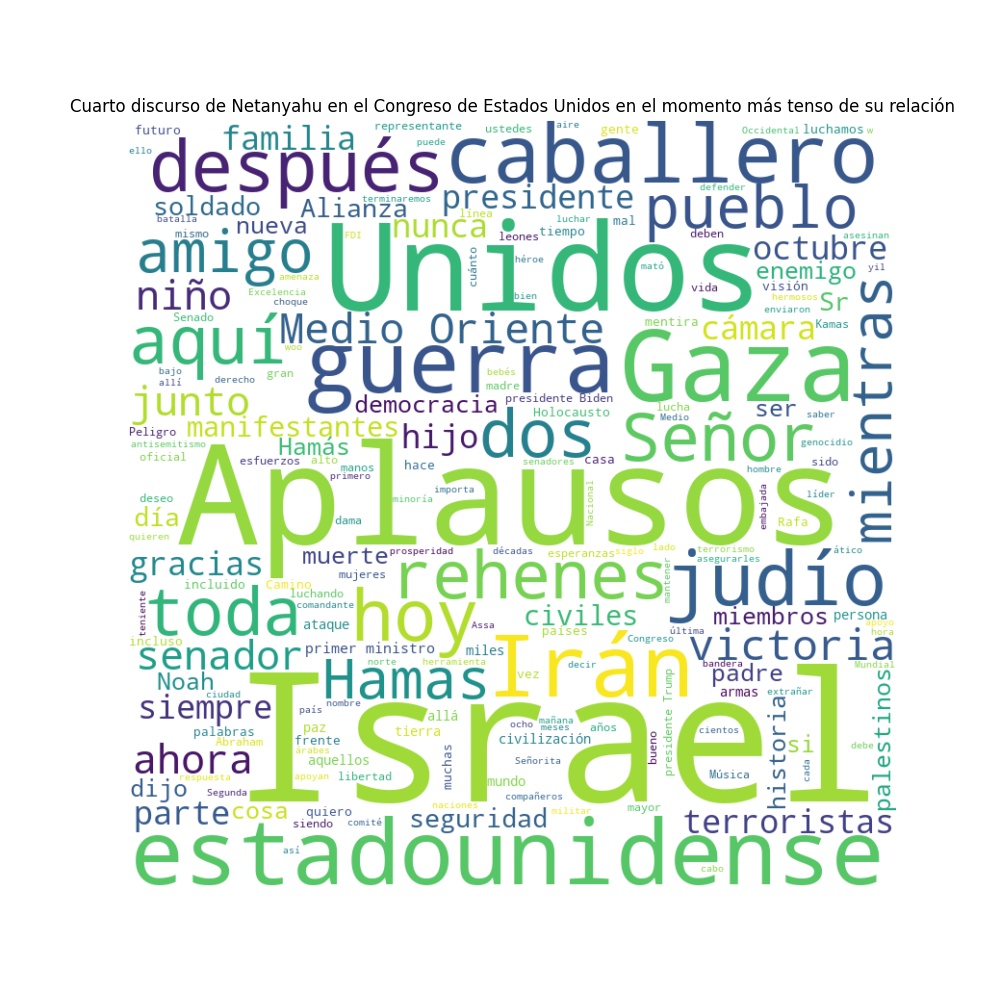 Cuarto discurso de Netanyahu en el Congreso de Estados Unidos en el momento más tenso de su relación
futuro
familia
representante
ustedes
aire
gente
Occidental
luchamos
w
ello
después
puede
caballero
soldado
terminaremos
Alianza
presidente
defender
pueblo
batalla
nueva
nunca
línea
luchar
tiempo
leones
mal
deben
asesinan
mismo
FDI
Unidos
octubre
amigo
cuánto
héroe
mató
enemigo
yil
amenaza
Excelencia
choque
bien
vida
visión
hermosos
enviaron
niño
Sr
Senado
aquí
Medio Oriente
mentira
cámara
Kamas
mientras
woo
guerra
Gaza
bajo
allí
derecho
gran
bebés
madre
junto
democracia
presidente Biden
Holocausto
lucha
Medio
ser
saber
Peligro
manifestantes
hijo
dos
Señor
antisemitismo
Hamás
genocidio
oficial
esfuerzos
alto
manos
hace
senadores
casa
hombre
sido
primero
quieren
deseo
Aplausos
minoría
importa
Nacional
embajada
líder
día
dama
Rafa
gracias
muerte
prosperidad
décadas
esperanzas
siglo
lado
terrorismo
asegurarles
ático
mujeres
rehenes
mantener
judío
incluido
Camino
luchando
toda
comandante
hoy
teniente
ataque
Assa
civiles
miembros
persona
apoyo
hora
incluso
primer ministro
miles
países
Congreso
última
victoria
senador
norte
herramienta
Irán
decir
bandera
Mundial
Noah
Hamas
vez
padre
ciudad
nombre
armas
extrañar
siempre
país
Israel
presidente Trump
palabras
paz
allá
ocho
mañana
meses
años
cientos
historia
si
palestinos
Abraham
frente
tierra
civilización
árabes
Señorita
bueno
ahora
aquellos
muchas
respuesta
apoyan
libertad
mundo
Música
cada
debe
dijo
Segunda
compañeros
parte
cosa
quiero
naciones
militar
mayor
siendo
comité
seguridad
terroristas
estadounidense
así
cabo